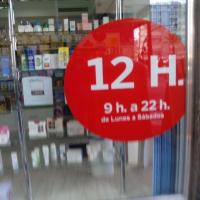 12 H.
9 h. a 22 h.
de Lunes a Sábados